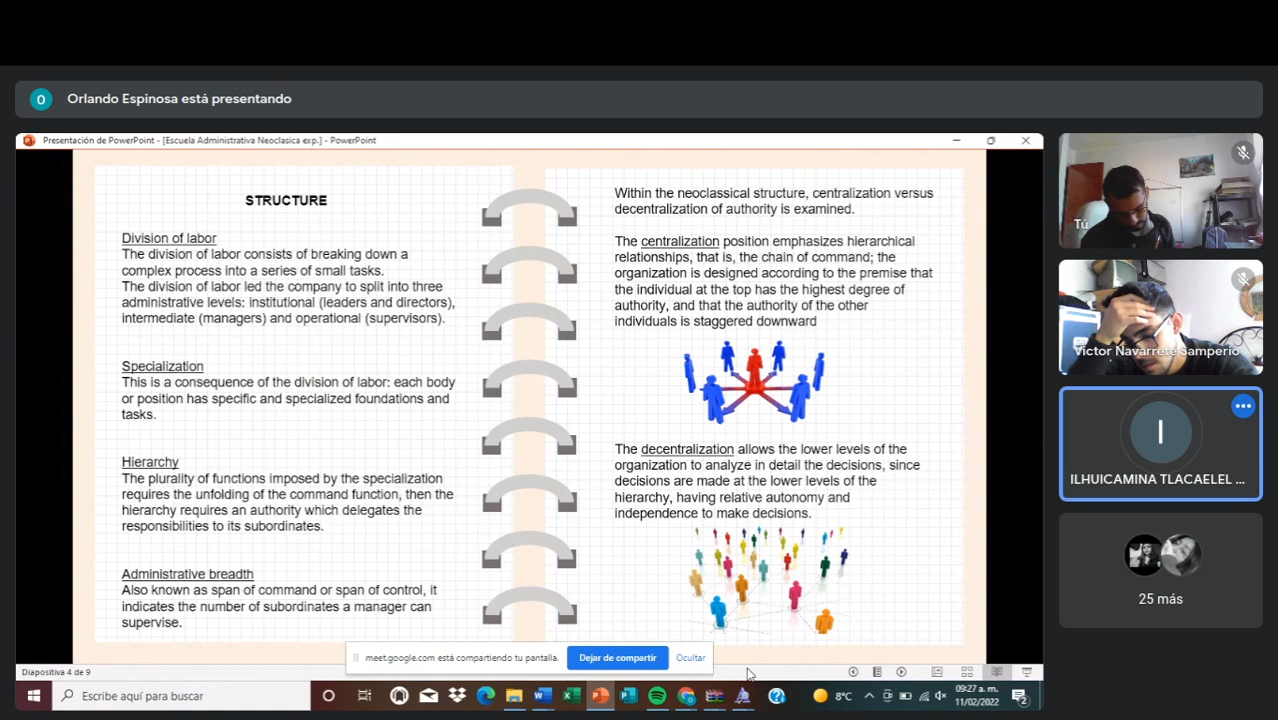 O
Orlando Espinosa está presentando
Presentación de PowerPoint - [Escuela Administrativa Neoclasica exp.] - PowerPoint
STRUCTURE
Division of labor
The division of labor consists of breaking down a
complex process into a series of small tasks.
The division of labor led the company to split into three
administrative levels: institutional (leaders and directors),
intermediate (managers) and operational (supervisors).
Specialization
This is a consequence of the division of labor: each body
or position has specific and specialized foundations and
tasks.
Hierarchy
The plurality of functions imposed by the specialization
requires the unfolding of the command function, then the
hierarchy requires an authority which delegates the
responsibilities to its subordinates.
Administrative breadth
Also known as span of command or span of control, it
indicates the number of subordinates a manager can
supervise.
Within the neoclassical structure, centralization versus
decentralization of authority is examined.
The centralization position emphasizes hierarchical
relationships, that is, the chain of command; the
organization is designed according to the premise that
the individual at the top has the highest degree of
authority, and that the authority of the other
individuals is staggered downward
The decentralization allows the lower levels of the
organization to analyze in detail the decisions, since
decisions are made at the lower levels of the
hierarchy, having relative autonomy and
independence to make decisions.
Tú
Victor Navarrete Samperio
I
ILHUICAMINA TLACAELEL ...
25 más
meet.google.com está compartiendo tu pantalla.
Dejar de compartir
Ocultar
Diapositiva 4 de 9
Escribe aquí para buscar
8°C
09:27 a. m.
11/02/2022
2